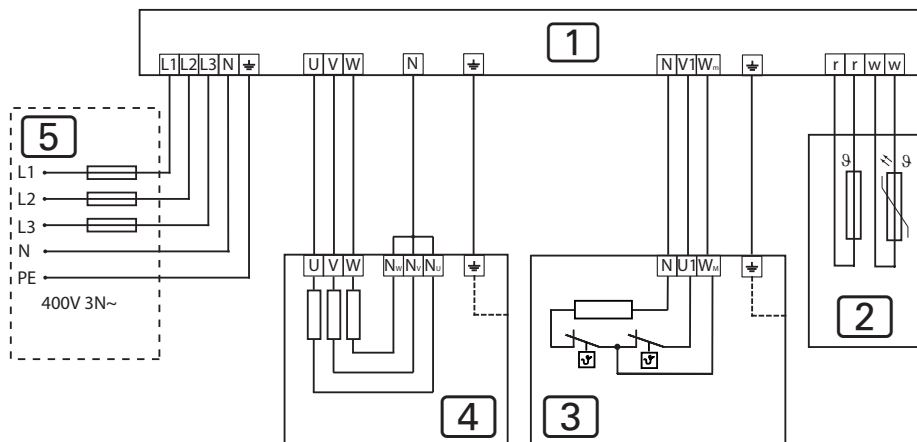 1
L1 L2 L3 N ⏚ U V W N ⏚ N V1 Wm ⏚ r r w w
5
L1
L2
L3
N
PE
400V 3N~
U V W NW NV NU ⏚
4
N U1 WM ⏚
ϑ ϑ
3
ϑ ϑ
2